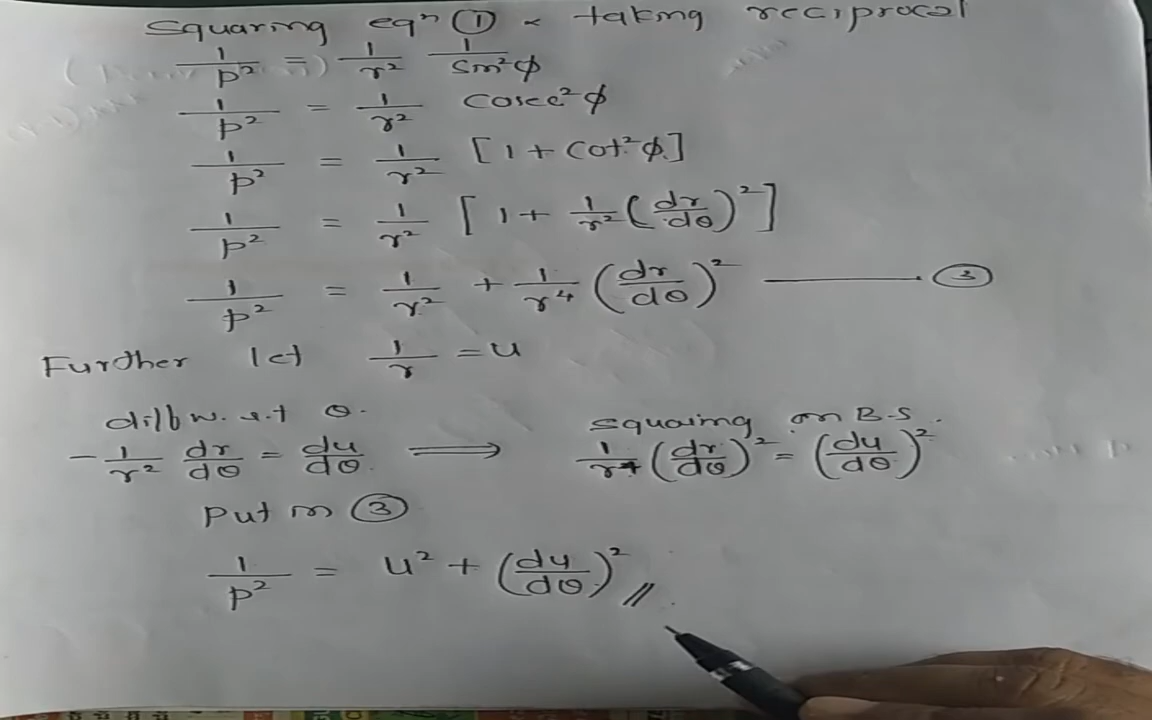 Squaring eqⁿ ① & taking reciprocal
1/p² = 1/r² 1/sin²φ
1/p² = 1/r² cosec²φ
1/p² = 1/r² [1 + cot²φ]
1/p² = 1/r² [1 + 1/r² (dr/dθ)²]
1/p² = 1/r² + 1/r⁴ (dr/dθ)² ——— ③
Further let 1/r = u
diff w.r.t θ.
-1/r² dr/dθ = du/dθ ⟹
squaring on B.S.
1/r⁴ (dr/dθ)² = (du/dθ)²
Put in ③
1/p² = u² + (du/dθ)² //